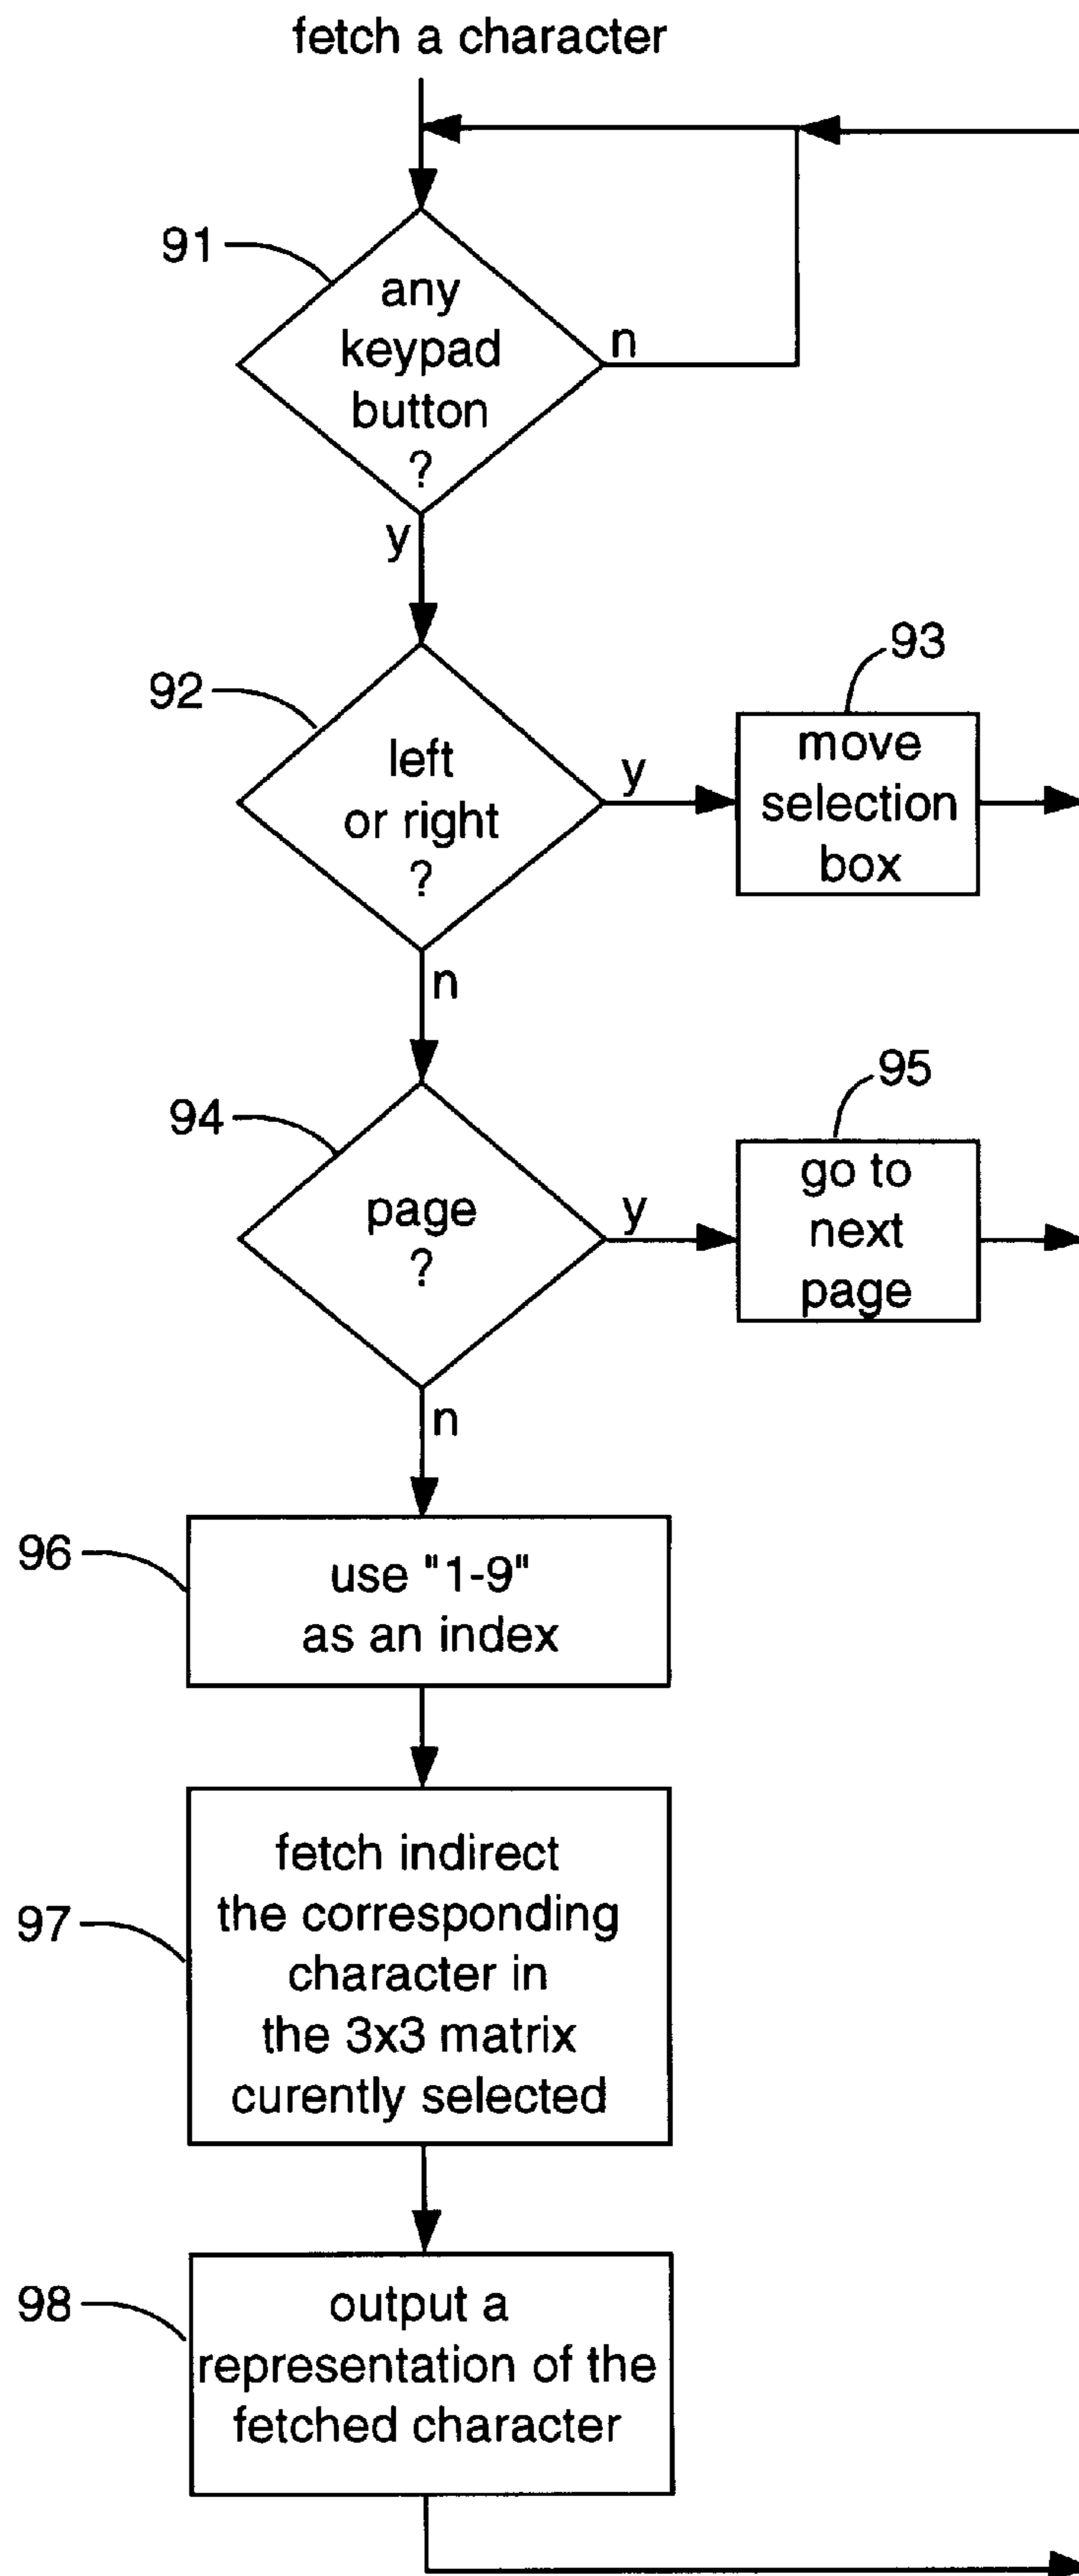 fetch a character
91
any
keypad
button
?
n
y
92
left
or right
?
y
n
93
move
selection
box
94
page
?
y
n
95
go to
next
page
96
use "1-9"
as an index
97
fetch indirect
the corresponding
character in
the 3x3 matrix
curently selected
98
output a
representation of the
fetched character